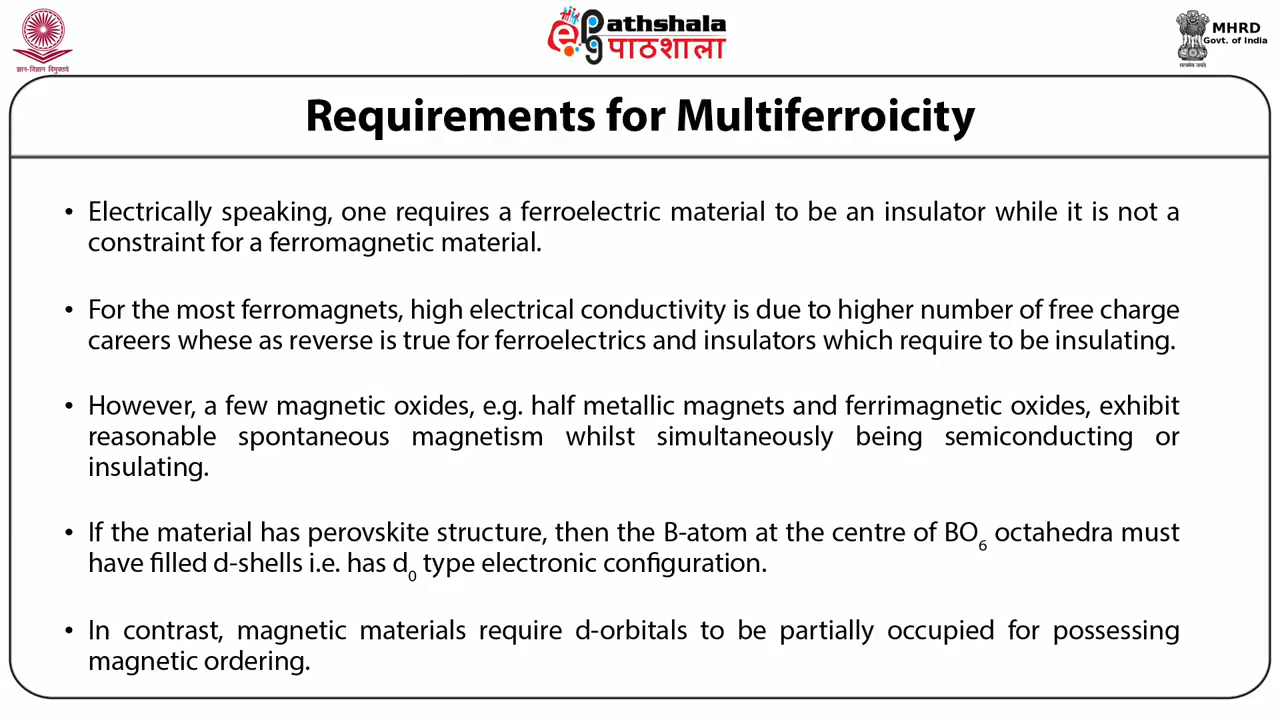 ज्ञान-विज्ञान विमुक्तये
ePathshala
पाठशाला
MHRD
Govt. of India
सत्यमेव जयते
Requirements for Multiferroicity
• Electrically speaking, one requires a ferroelectric material to be an insulator while it is not a
constraint for a ferromagnetic material.
• For the most ferromagnets, high electrical conductivity is due to higher number of free charge
careers whese as reverse is true for ferroelectrics and insulators which require to be insulating.
• However, a few magnetic oxides, e.g. half metallic magnets and ferrimagnetic oxides, exhibit
reasonable spontaneous magnetism whilst simultaneously being semiconducting or
insulating.
• If the material has perovskite structure, then the B-atom at the centre of BO₆ octahedra must
have filled d-shells i.e. has d₀ type electronic configuration.
• In contrast, magnetic materials require d-orbitals to be partially occupied for possessing
magnetic ordering.